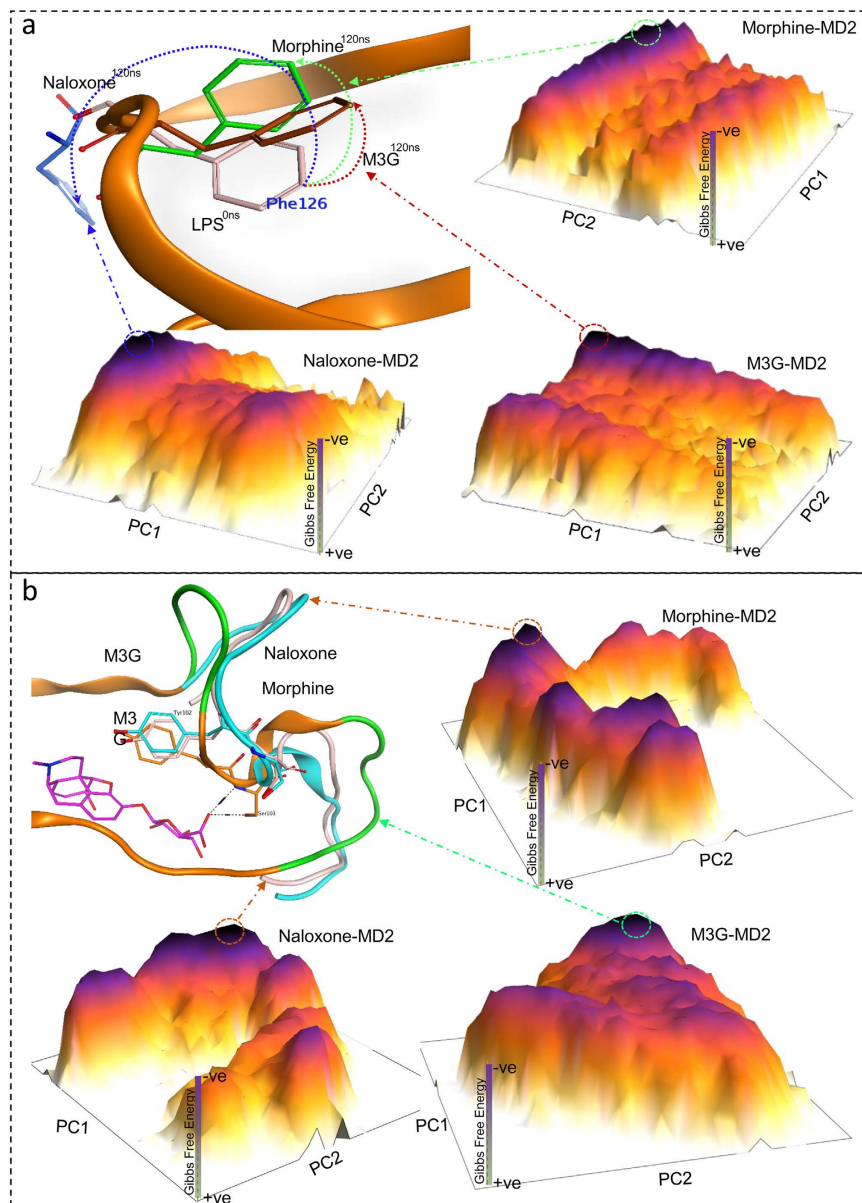 a
Morphine120ns
Naloxone120ns
M3G120ns
LPS0ns
Phe126
Morphine-MD2
-ve
Gibbs Free Energy
+ve
PC2
PC1
Naloxone-MD2
-ve
Gibbs Free Energy
+ve
PC1
PC2
M3G-MD2
-ve
Gibbs Free Energy
+ve
PC1
PC2
b
M3G
Naloxone
Morphine
M3
G
Tyr102
Ser103
Morphine-MD2
-ve
Gibbs Free Energy
+ve
PC1
PC2
Naloxone-MD2
-ve
Gibbs Free Energy
+ve
PC1
PC2
M3G-MD2
-ve
Gibbs Free Energy
+ve
PC1
PC2